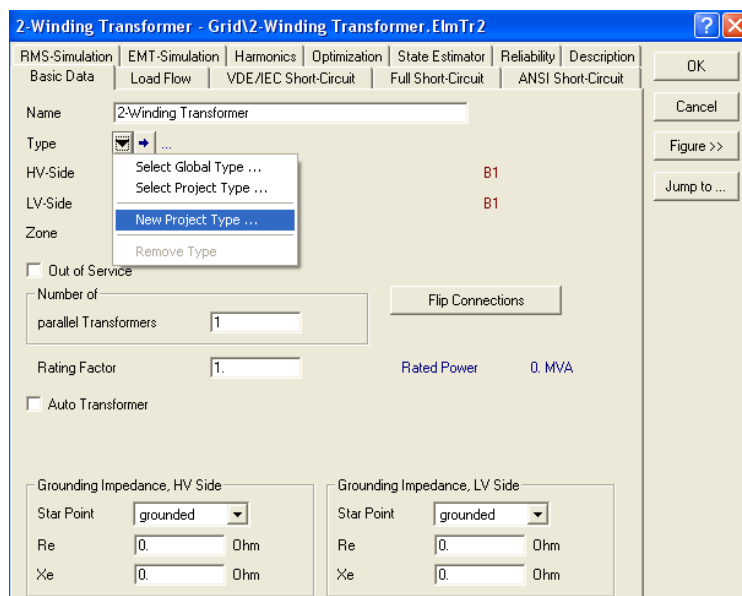 2-Winding Transformer - Grid\2-Winding Transformer.ElmTr2
RMS-Simulation EMT-Simulation Harmonics Optimization State Estimator Reliability Description
Basic Data Load Flow VDE/IEC Short-Circuit Full Short-Circuit ANSI Short-Circuit
OK
Name 2-Winding Transformer
Cancel
Type ...
Figure >>
Select Global Type ...
HV-Side B1
Select Project Type ...
Jump to ...
LV-Side B1
New Project Type ...
Zone
Remove Type
Out of Service
Number of
Flip Connections
parallel Transformers 1
Rating Factor 1. Rated Power 0. MVA
Auto Transformer
Grounding Impedance, HV Side Grounding Impedance, LV Side
Star Point grounded Star Point grounded
Re 0. Ohm Re 0. Ohm
Xe 0. Ohm Xe 0. Ohm